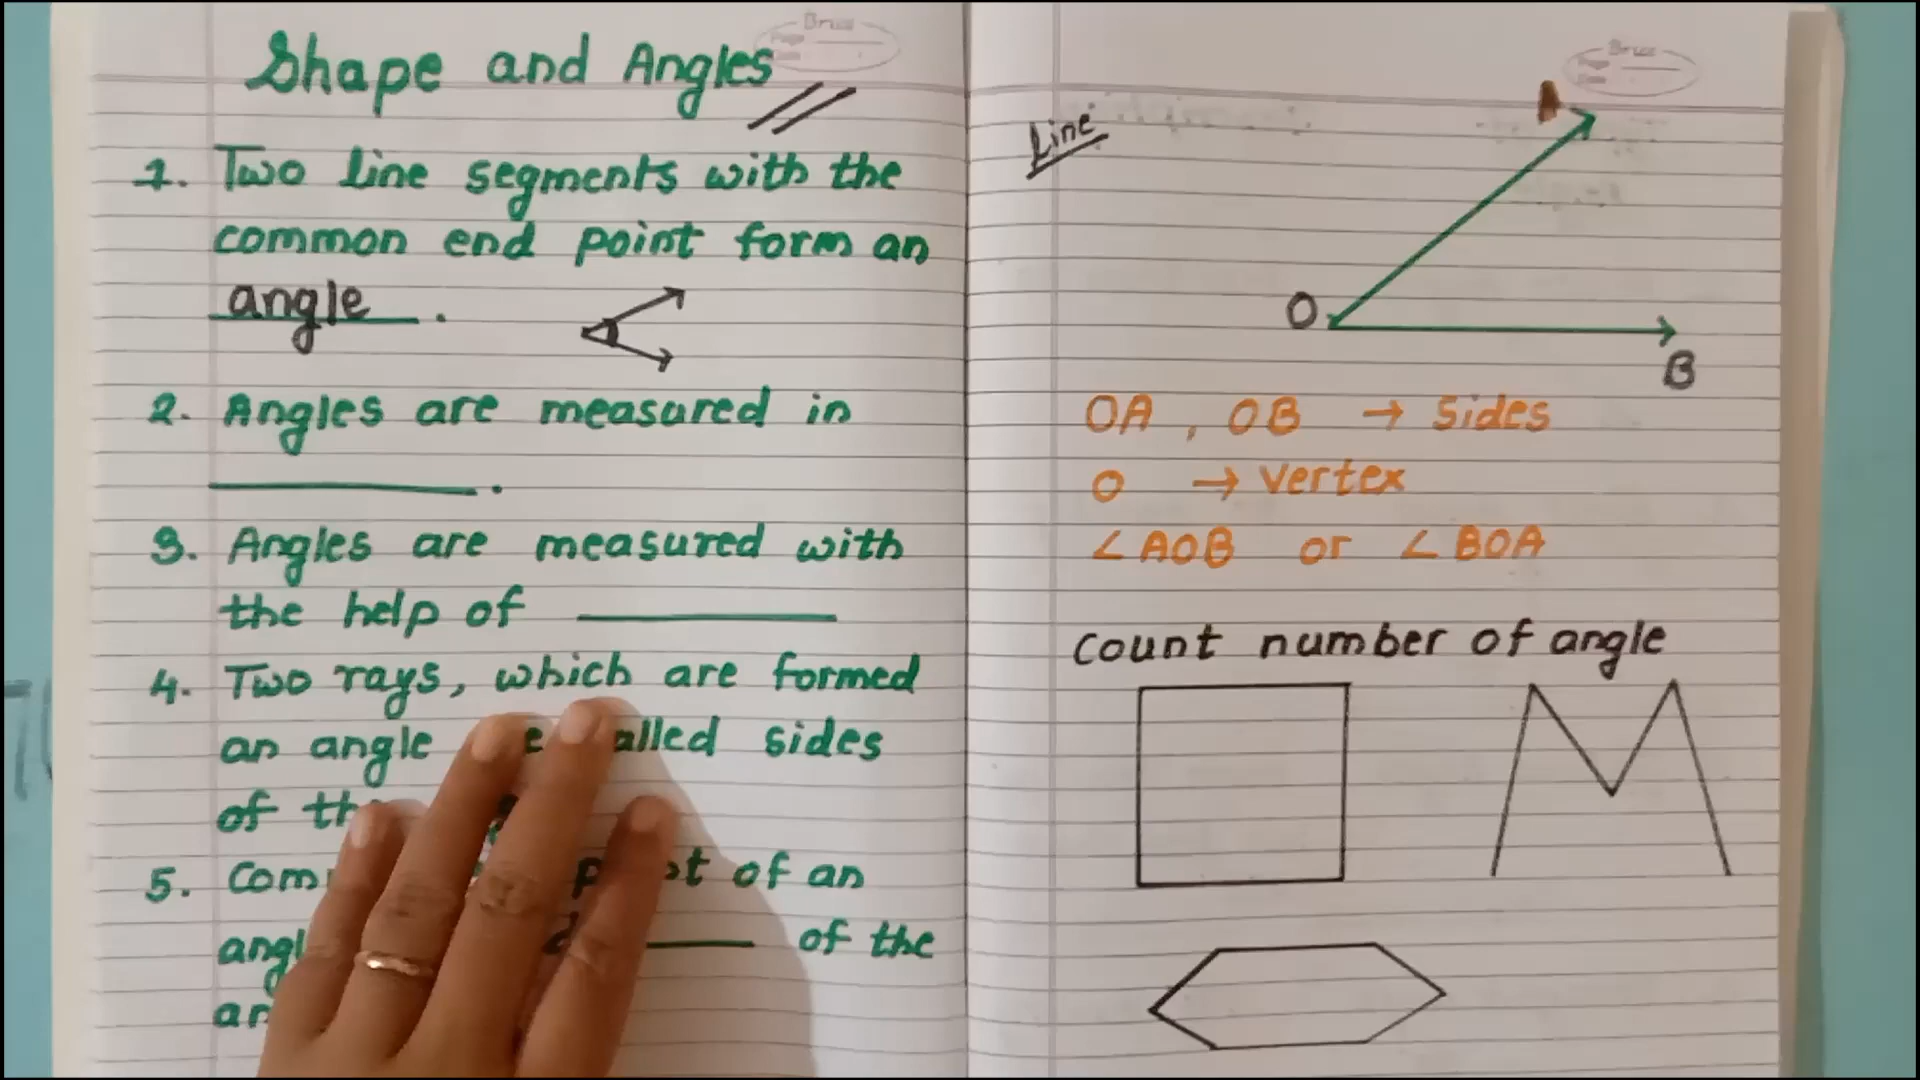 Shape and Angles
1. Two line segments with the
common end point form an
angle .
2. Angles are measured in
.
3. Angles are measured with
the help of
4. Two rays, which are formed
an angle called sides
of
5.
of an
of the
Line
A
O
B
OA , OB → Sides
O → Vertex
∠AOB or ∠BOA
Count number of angle